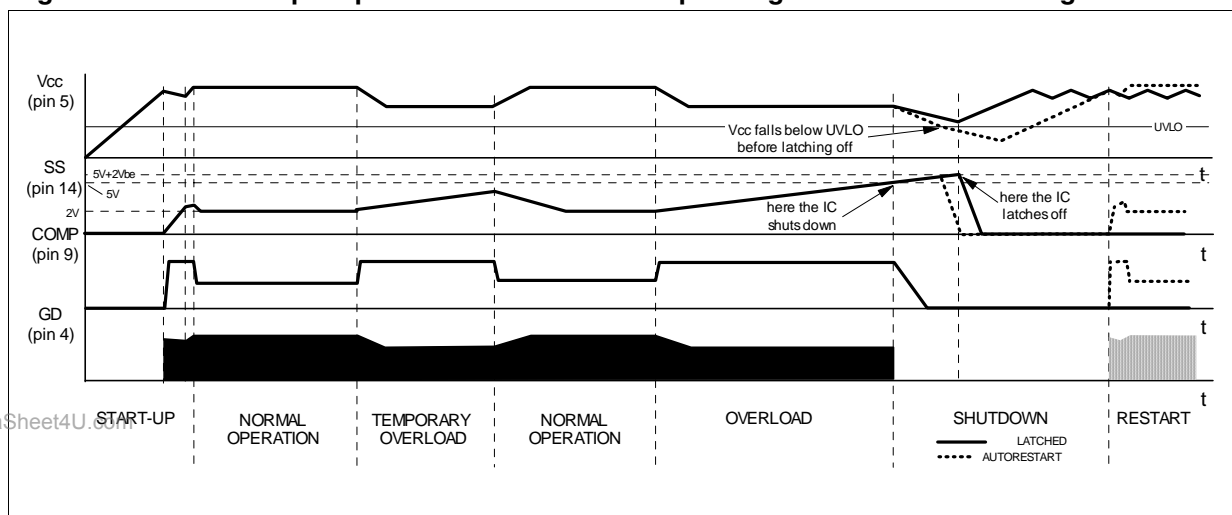 Vcc
(pin 5)
UVLO
Vcc falls below UVLO
before latching off
SS
(pin 14)
5V+2Vbe
5V
2V
t
here the IC
shuts down
here the IC
latches off
COMP
(pin 9)
t
GD
(pin 4)
t
t
START-UP
NORMAL
OPERATION
TEMPORARY
OVERLOAD
NORMAL
OPERATION
OVERLOAD
SHUTDOWN
RESTART
LATCHED
AUTORESTART